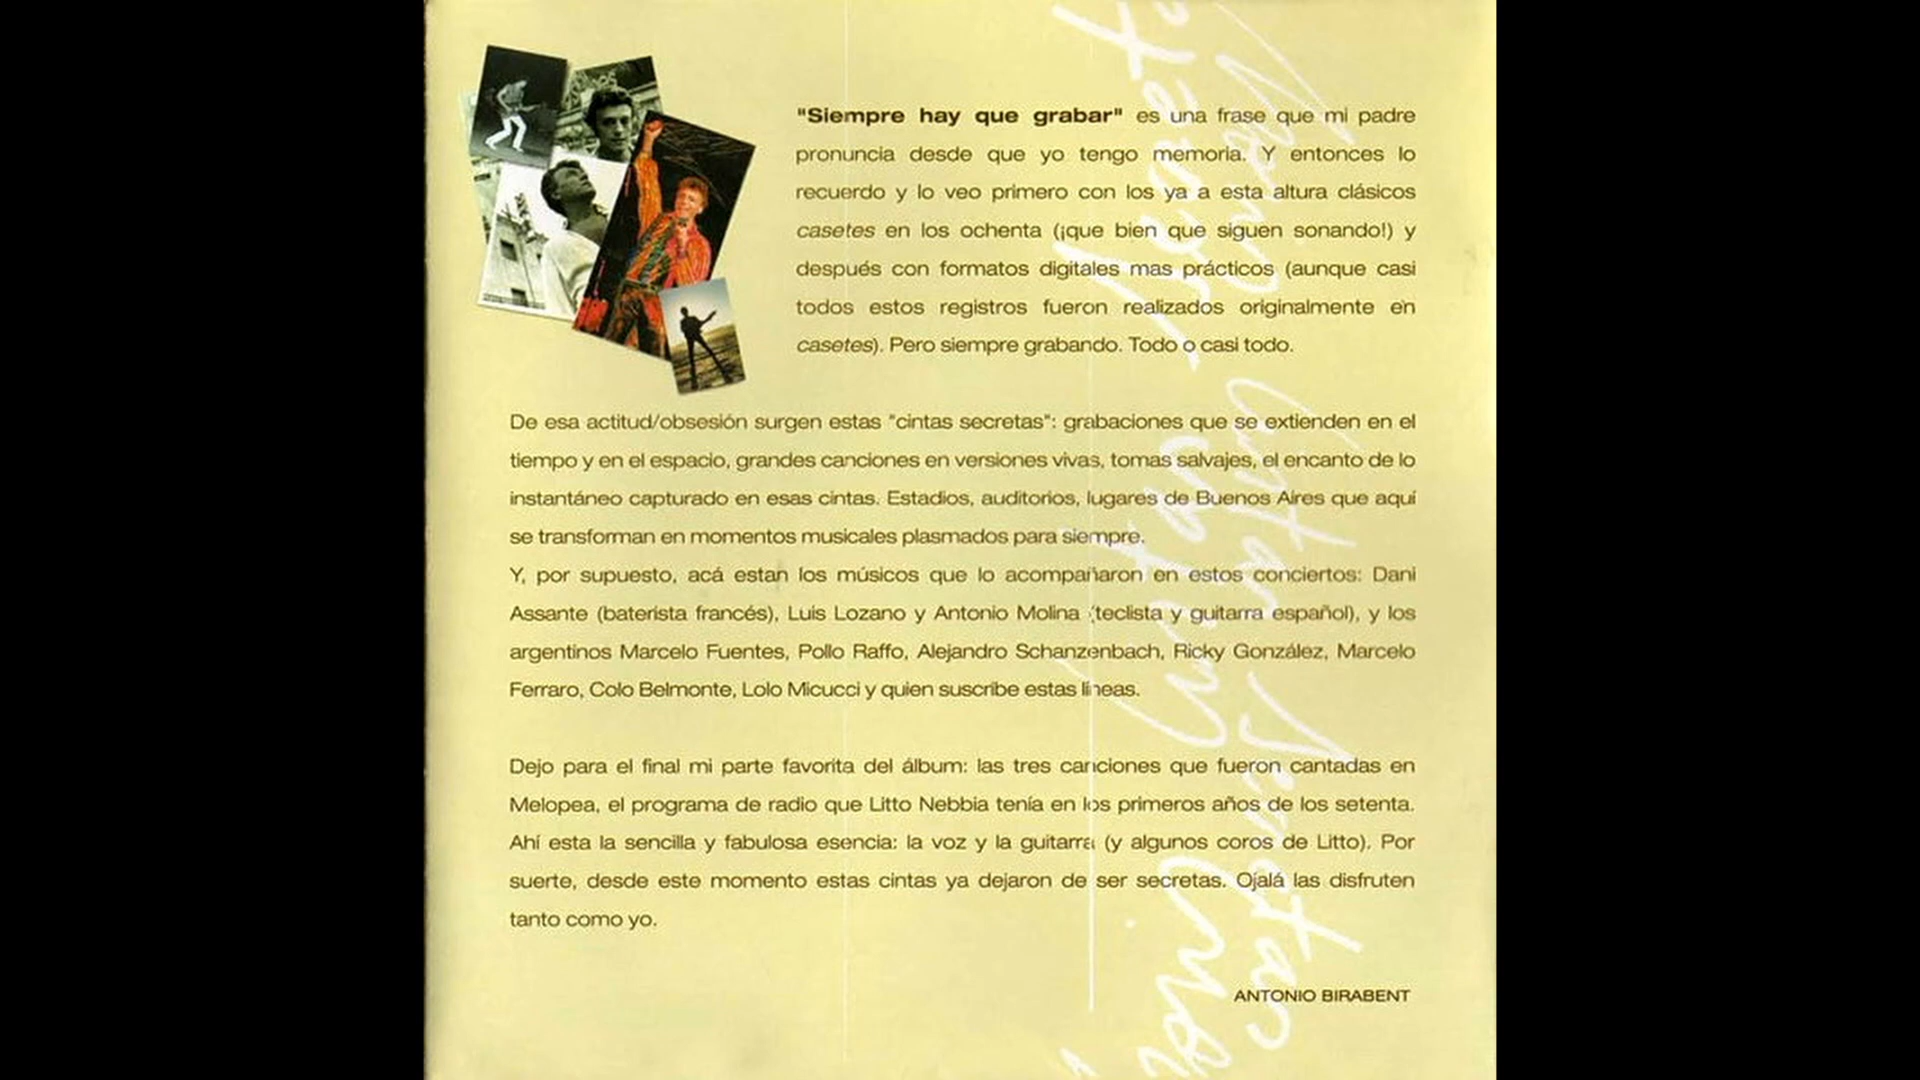 "Siempre hay que grabar" es una frase que mi padre
pronuncia desde que yo tengo memoria. Y entonces lo
recuerdo y lo veo primero con los ya a esta altura clásicos
casetes en los ochenta (¡que bien que siguen sonando!) y
después con formatos digitales mas prácticos (aunque casi
todos estos registros fueron realizados originalmente en
casetes). Pero siempre grabando. Todo o casi todo.
De esa actitud/obsesión surgen estas "cintas secretas": grabaciones que se extienden en el
tiempo y en el espacio, grandes canciones en versiones vivas, tomas salvajes, el encanto de lo
instantáneo capturado en esas cintas. Estadios, auditorios, lugares de Buenos Aires que aquí
se transforman en momentos musicales plasmados para siempre.
Y, por supuesto, acá estan los músicos que lo acompañaron en estos conciertos: Dani
Assante (baterista francés), Luis Lozano y Antonio Molina (teclista y guitarra español), y los
argentinos Marcelo Fuentes, Pollo Raffo, Alejandro Schanzenbach, Ricky González, Marcelo
Ferraro, Colo Belmonte, Lolo Micucci y quien suscribe estas líneas.
Dejo para el final mi parte favorita del álbum: las tres canciones que fueron cantadas en
Melopea, el programa de radio que Litto Nebbia tenía en los primeros años de los setenta.
Ahí esta la sencilla y fabulosa esencia: la voz y la guitarra (y algunos coros de Litto). Por
suerte, desde este momento estas cintas ya dejaron de ser secretas. Ojalá las disfruten
tanto como yo.
ANTONIO BIRABENT